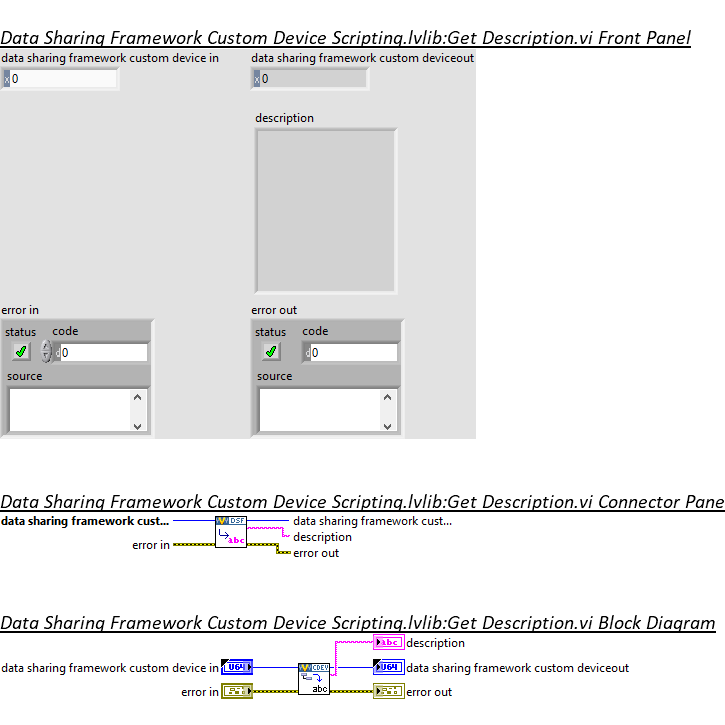 Data Sharing Framework Custom Device Scripting.lvlib:Get Description.vi Front Panel
data sharing framework custom device in
data sharing framework custom deviceout
x 0
x 0
description
error in
error out
status code
status code
d 0
d 0
source
source
Data Sharing Framework Custom Device Scripting.lvlib:Get Description.vi Connector Pane
data sharing framework cust...
DSF
abc
data sharing framework cust...
description
error in
error out
Data Sharing Framework Custom Device Scripting.lvlib:Get Description.vi Block Diagram
abc
description
data sharing framework custom device in
U64
CDEV
abc
U64
data sharing framework custom deviceout
error in
error out